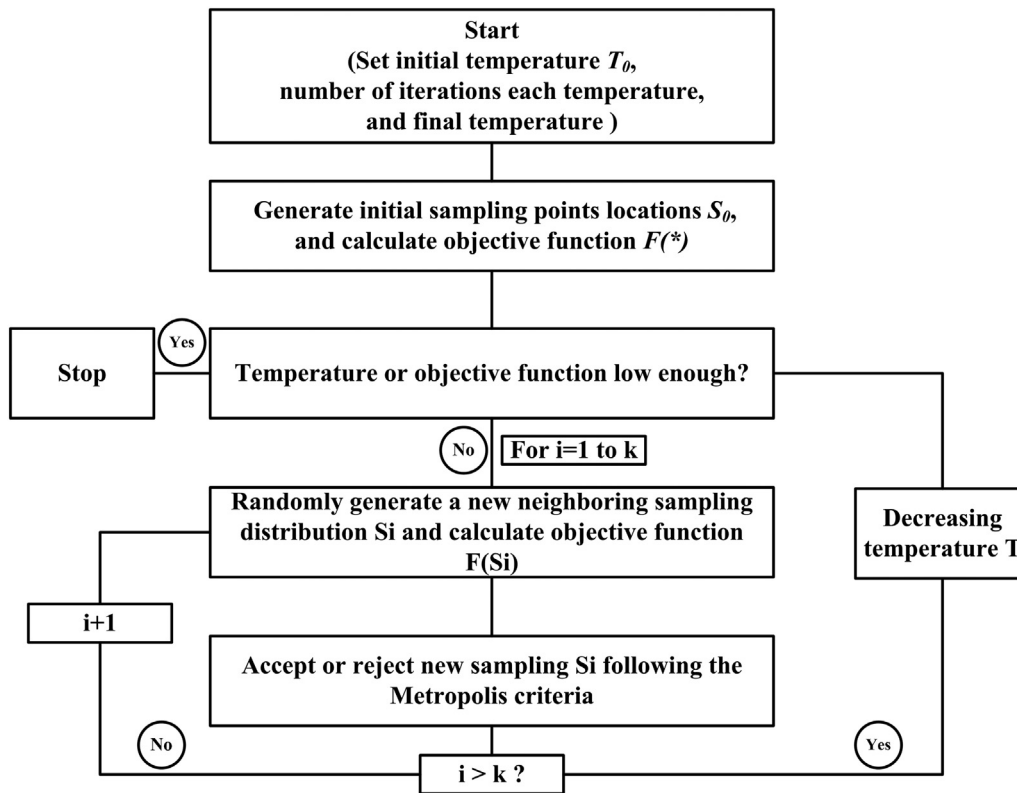 Start
(Set initial temperature T₀,
number of iterations each temperature,
and final temperature )
Generate initial sampling points locations S₀,
and calculate objective function F(*)
Yes
Stop
Temperature or objective function low enough?
No
For i=1 to k
Randomly generate a new neighboring sampling
distribution Si and calculate objective function
F(Si)
Decreasing
temperature T
i+1
Accept or reject new sampling Si following the
Metropolis criteria
No
Yes
i > k ?